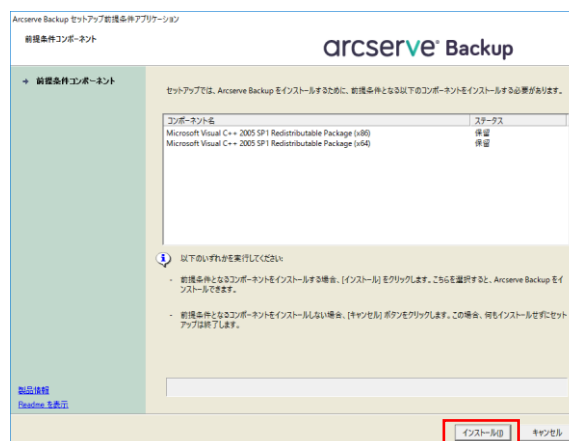 Arcserve Backup セットアップ前提条件アプリケーション
前提条件コンポーネント
arcserve® Backup
→ 前提条件コンポーネント
セットアップでは、Arcserve Backup をインストールするために、前提条件となる以下のコンポーネントをインストールする必要があります。
コンポーネント名 ステータス
Microsoft Visual C++ 2005 SP1 Redistributable Package (x86) 保留
Microsoft Visual C++ 2005 SP1 Redistributable Package (x64) 保留
以下のいずれかを実行してください:
- 前提条件となるコンポーネントをインストールする場合、[インストール] をクリックします。こちらを選択すると、Arcserve Backup をイ
ンストールできます。
- 前提条件となるコンポーネントをインストールしない場合、[キャンセル] ボタンをクリックします。この場合、何もインストールせずにセット
アップは終了します。
製品情報
Readme を表示
インストール(I) キャンセル